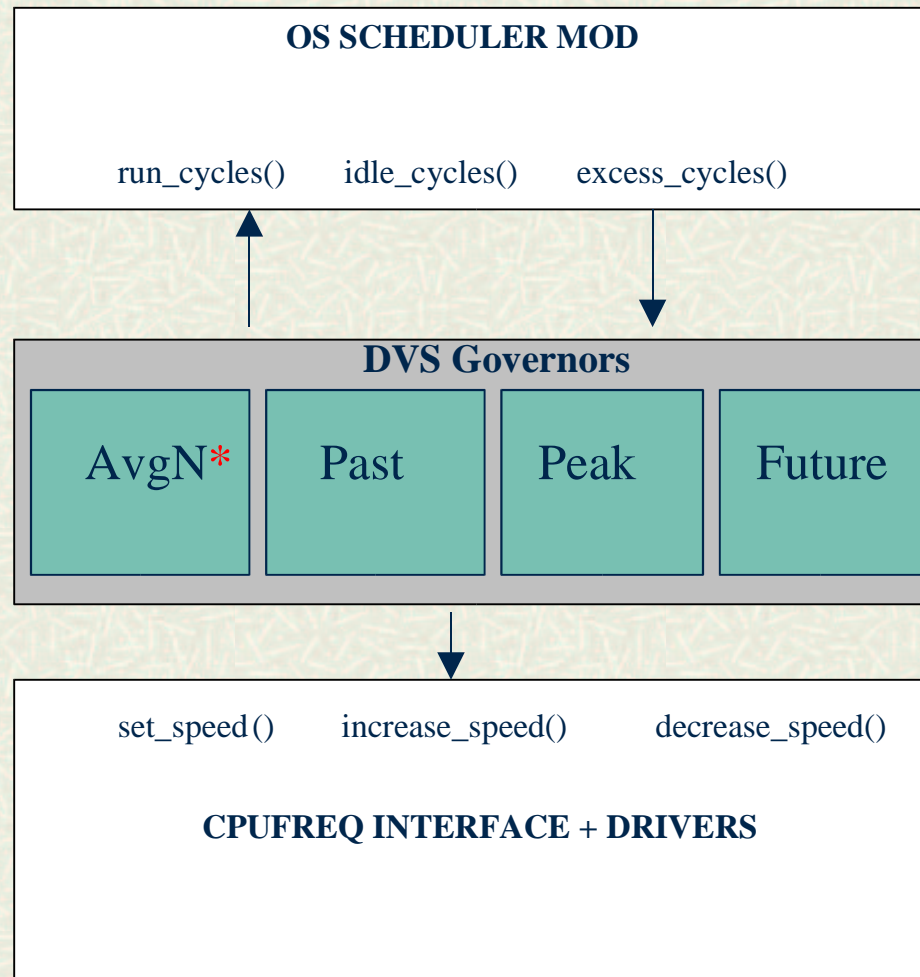 OS SCHEDULER MOD
run_cycles() idle_cycles() excess_cycles()
DVS Governors
AvgN* Past Peak Future
set_speed() increase_speed() decrease_speed()
CPUFREQ INTERFACE + DRIVERS